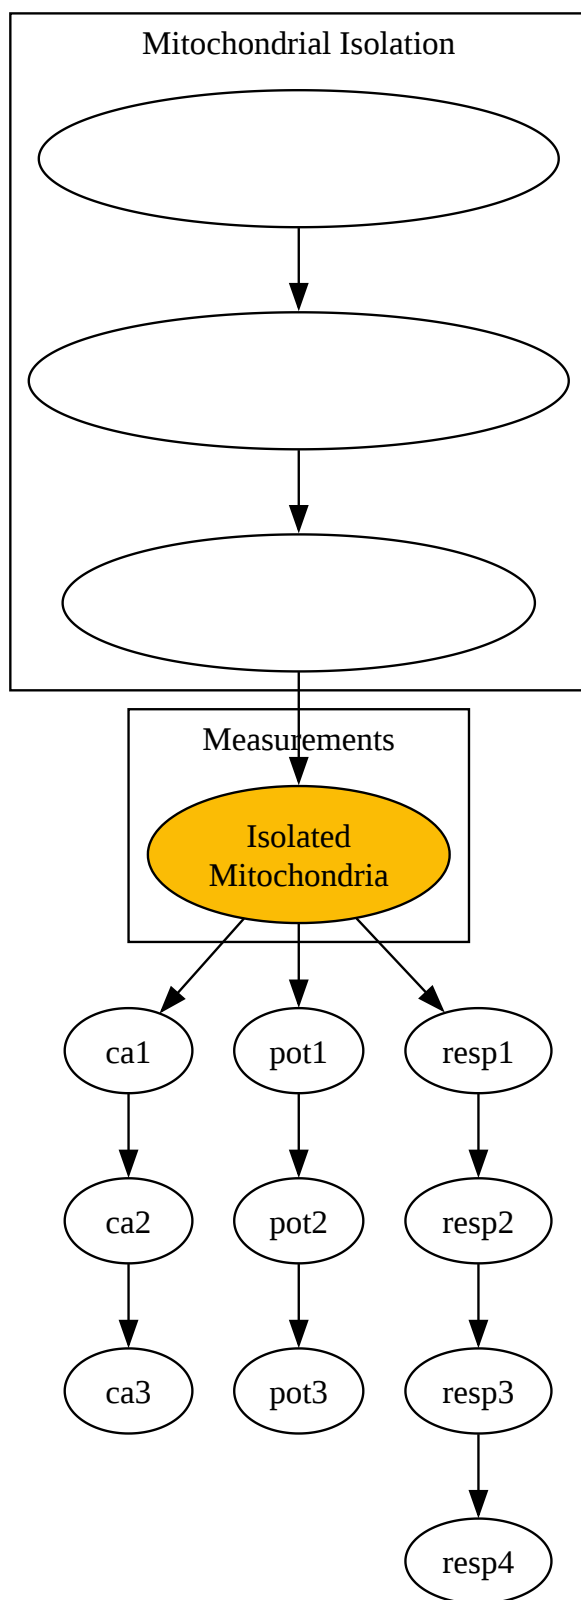 Mitochondrial Isolation
Measurements
Isolated
Mitochondria
ca1
pot1
resp1
ca2
pot2
resp2
ca3
pot3
resp3
resp4